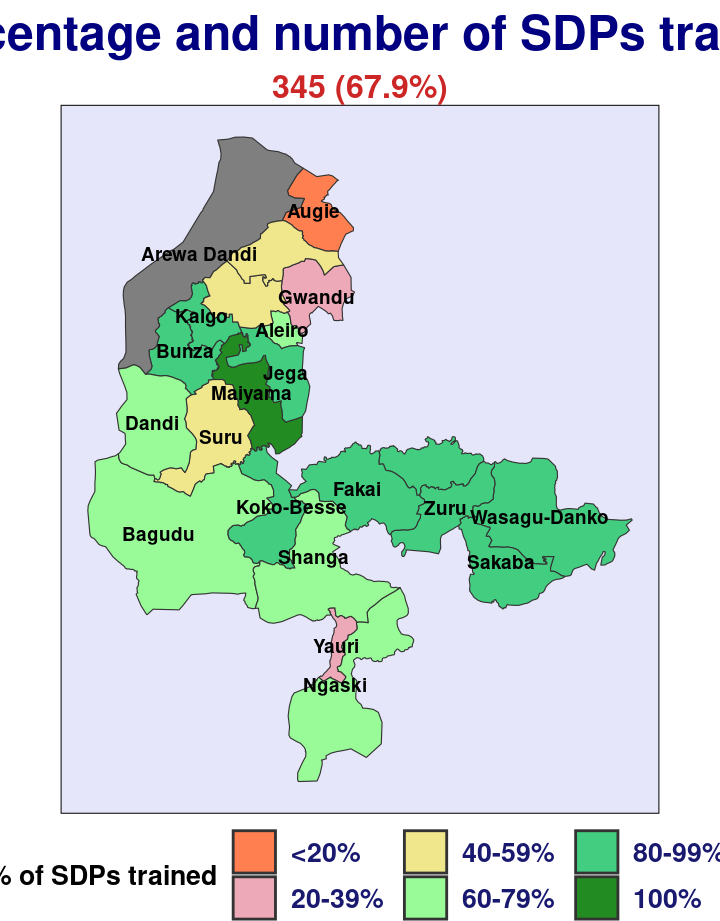 centage and number of SDPs tra
345 (67.9%)
Augie
Arewa Dandi
Gwandu
Kalgo
Aleiro
Bunza
Jega
Maiyama
Dandi
Suru
Fakai
Koko-Besse
Zuru
Wasagu-Danko
Bagudu
Shanga
Sakaba
Yauri
Ngaski
% of SDPs trained
<20%
40-59%
80-99%
20-39%
60-79%
100%